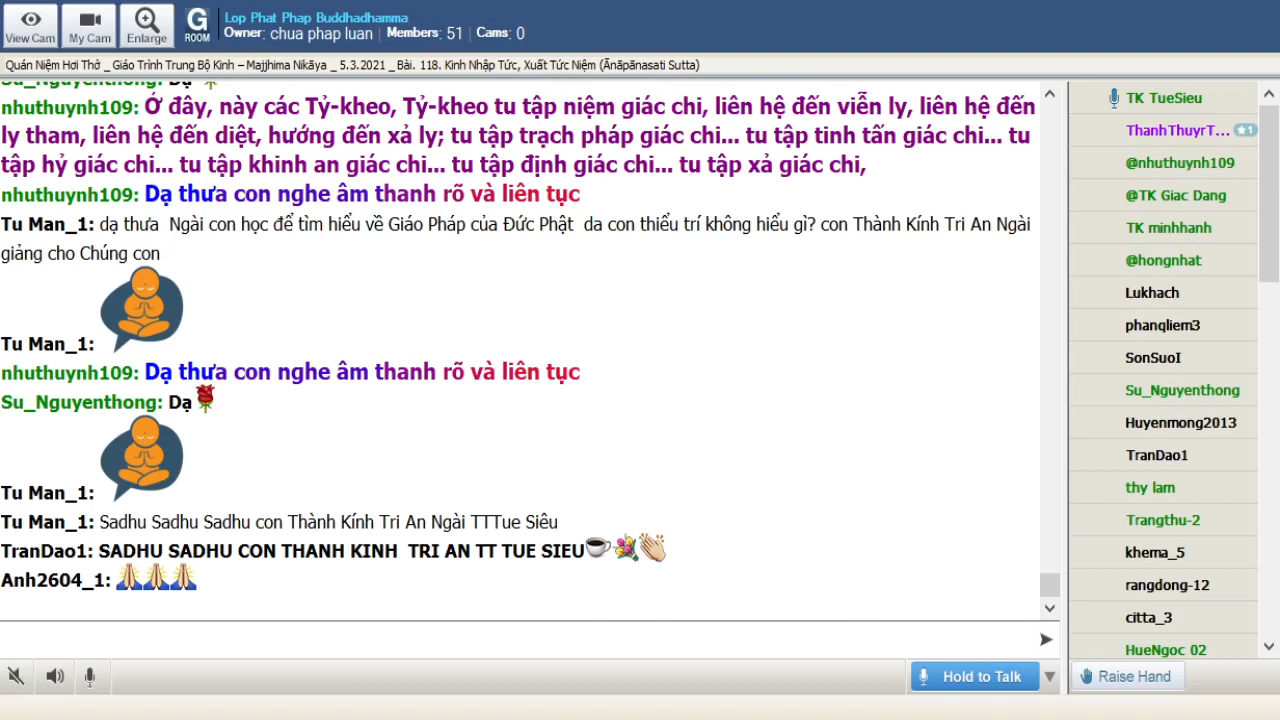 View Cam
My Cam
Enlarge
G
ROOM
Lop Phat Phap Buddhadhamma
Owner: chua phap luan | Members: 51 | Cams: 0
Quán Niệm Hơi Thở _ Giáo Trình Trung Bộ Kinh – Majjhima Nikāya _ 5.3.2021 _ Bài. 118. Kinh Nhập Tức, Xuất Tức Niệm (Ānāpānasati Sutta)
Su_Nguyenthong: Dạ
nhuthuynh109: Ở đây, này các Tỷ-kheo, Tỷ-kheo tu tập niệm giác chi, liên hệ đến viễn ly, liên hệ đến
ly tham, liên hệ đến diệt, hướng đến xả ly; tu tập trạch pháp giác chi... tu tập tinh tấn giác chi... tu
tập hỷ giác chi... tu tập khinh an giác chi... tu tập định giác chi... tu tập xả giác chi,
nhuthuynh109: Dạ thưa con nghe âm thanh rõ và liên tục
Tu Man_1: dạ thưa  Ngài con học để tìm hiểu về Giáo Pháp của Đức Phật  da con thiểu trí không hiểu gì? con Thành Kính Tri An Ngài
giảng cho Chúng con
Tu Man_1:
nhuthuynh109: Dạ thưa con nghe âm thanh rõ và liên tục
Su_Nguyenthong: Dạ
Tu Man_1:
Tu Man_1: Sadhu Sadhu Sadhu con Thành Kính Tri An Ngài TTTue Siêu
TranDao1: SADHU SADHU CON THANH KINH  TRI AN TT TUE SIEU
Anh2604_1:
Hold to Talk
TK TueSieu
ThanhThuyrT... ★1
@nhuthuynh109
@TK Giac Dang
TK minhhanh
@hongnhat
Lukhach
phanqliem3
SonSuoI
Su_Nguyenthong
Huyenmong2013
TranDao1
thy lam
Trangthu-2
khema_5
rangdong-12
citta_3
HueNgoc 02
Raise Hand